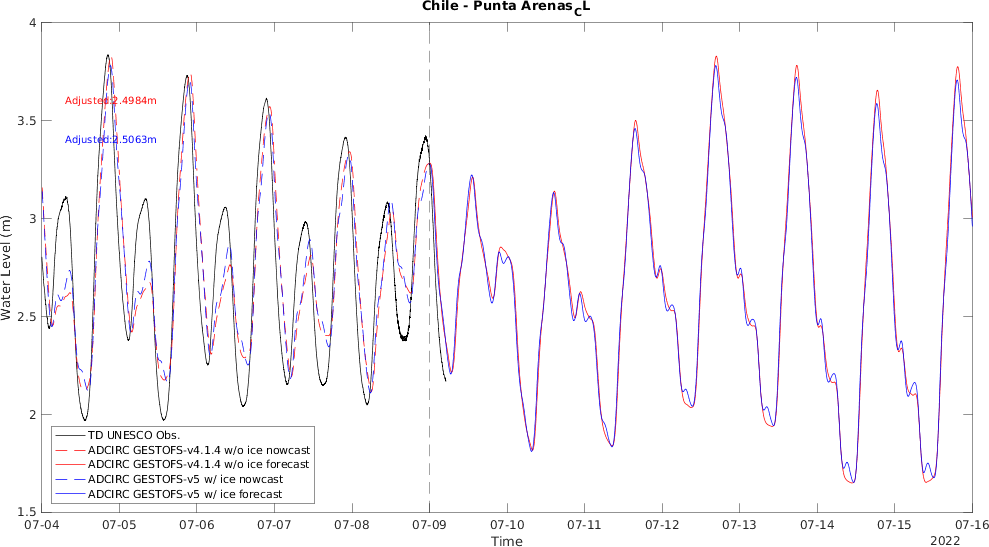 Chile - Punta Arenas_CL
4
3.5
3
2.5
2
1.5
Water Level (m)
Adjusted:2.4984m
Adjusted:2.5063m
TD UNESCO Obs.
ADCIRC GESTOFS-v4.1.4 w/o ice nowcast
ADCIRC GESTOFS-v4.1.4 w/o ice forecast
ADCIRC GESTOFS-v5 w/ ice nowcast
ADCIRC GESTOFS-v5 w/ ice forecast
07-04 07-05 07-06 07-07 07-08 07-09 07-10 07-11 07-12 07-13 07-14 07-15 07-16
Time
2022